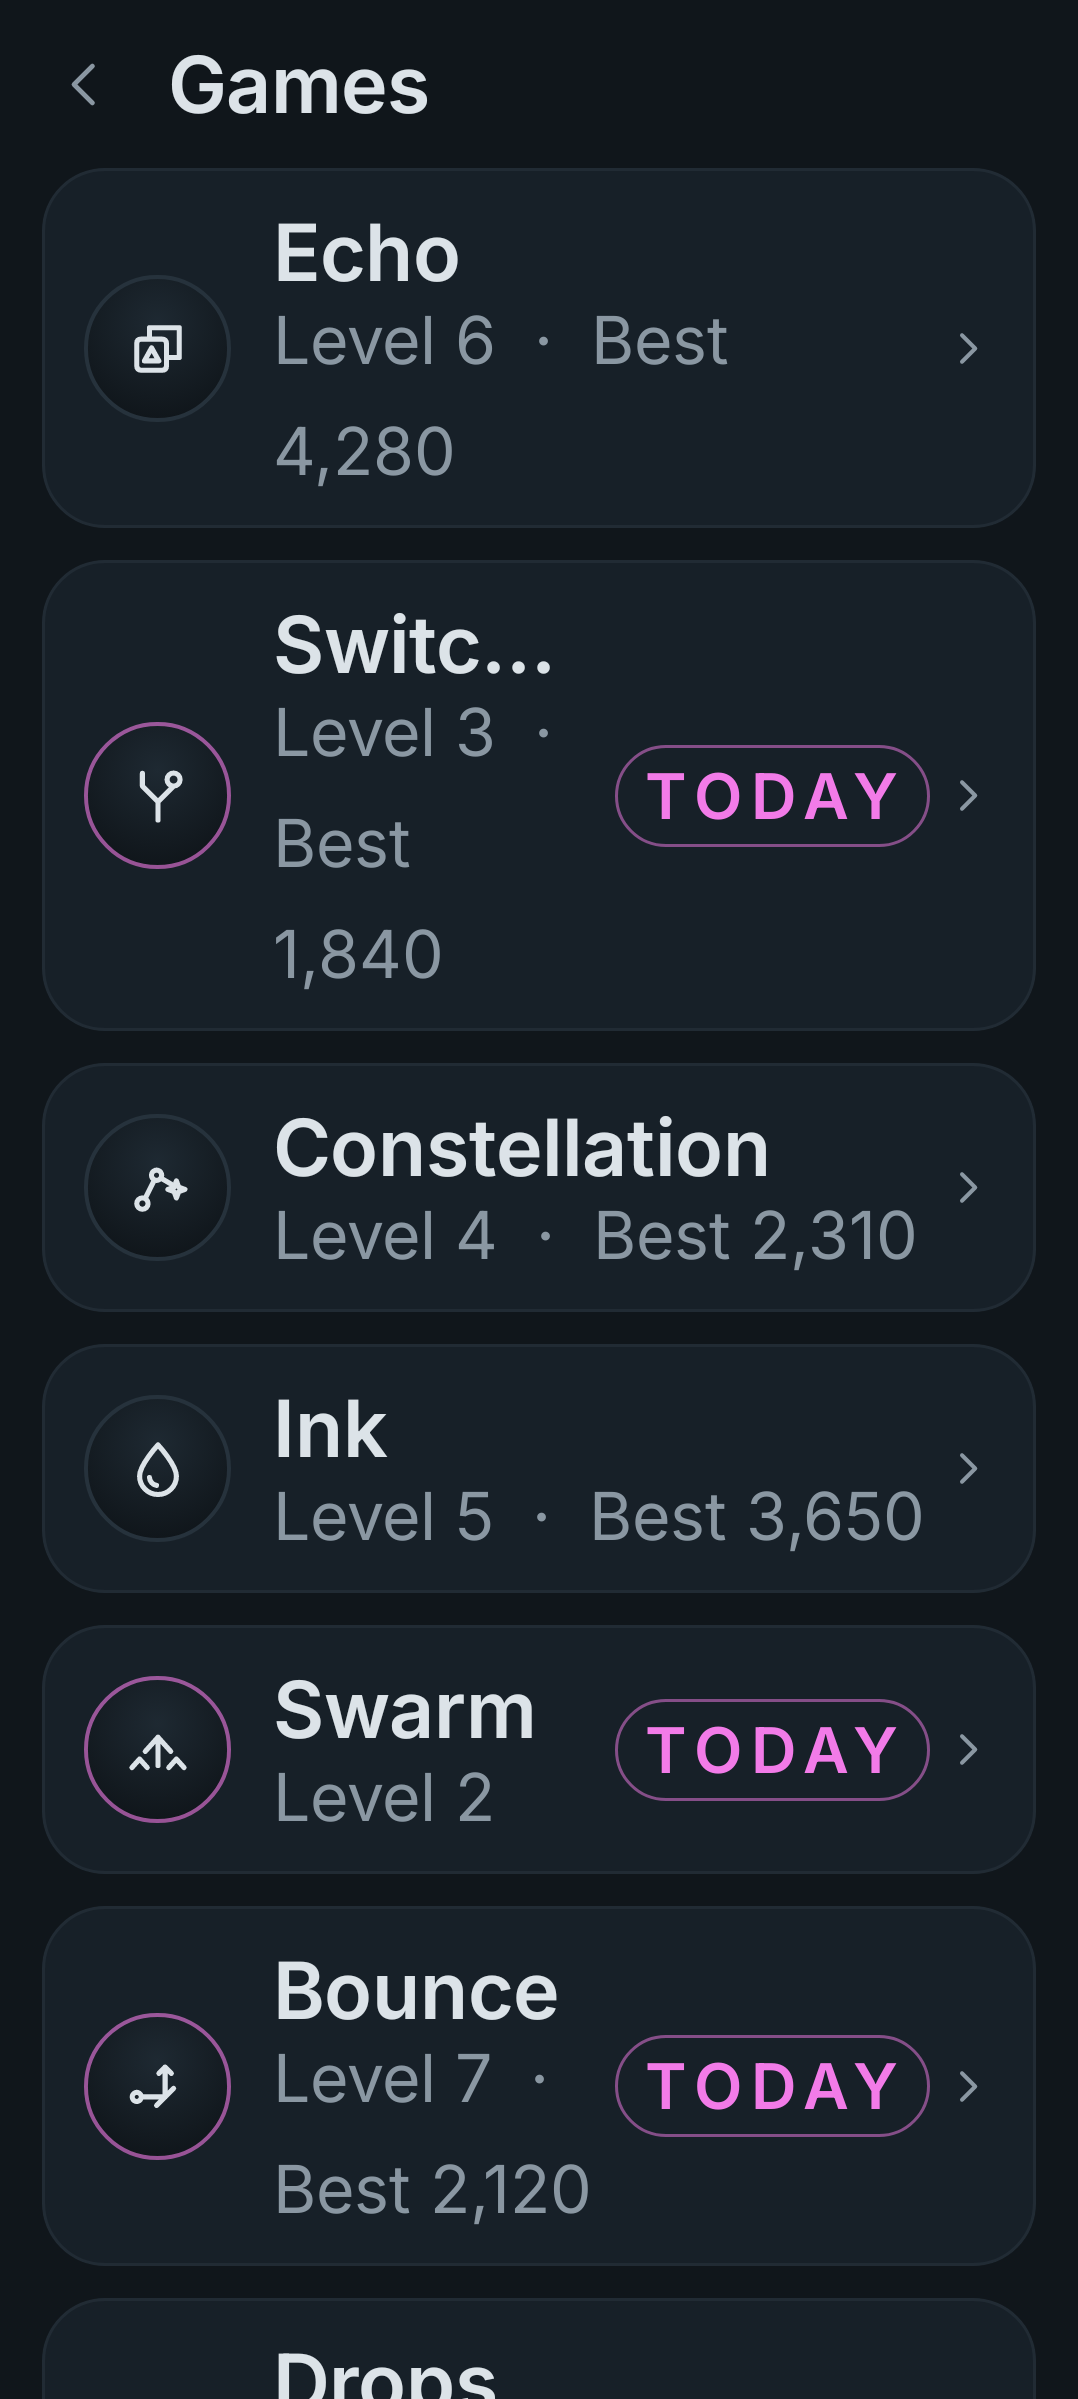 Games
Echo
Level 6 · Best
4,280
Switc...
Level 3 ·
Best
1,840
TODAY
Constellation
Level 4 · Best 2,310
Ink
Level 5 · Best 3,650
Swarm
Level 2
TODAY
Bounce
Level 7 ·
Best 2,120
TODAY
Drops